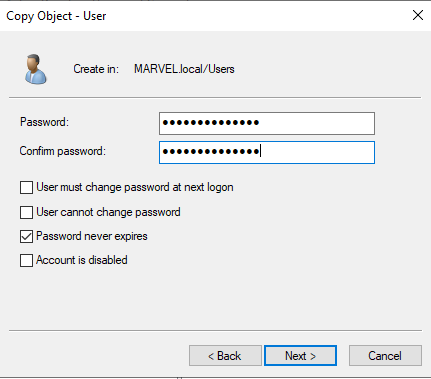 Copy Object - User
Create in: MARVEL.local/Users
Password: ●●●●●●●●●●●●●●
Confirm password: ●●●●●●●●●●●●●●
User must change password at next logon
User cannot change password
Password never expires
Account is disabled
< Back Next > Cancel